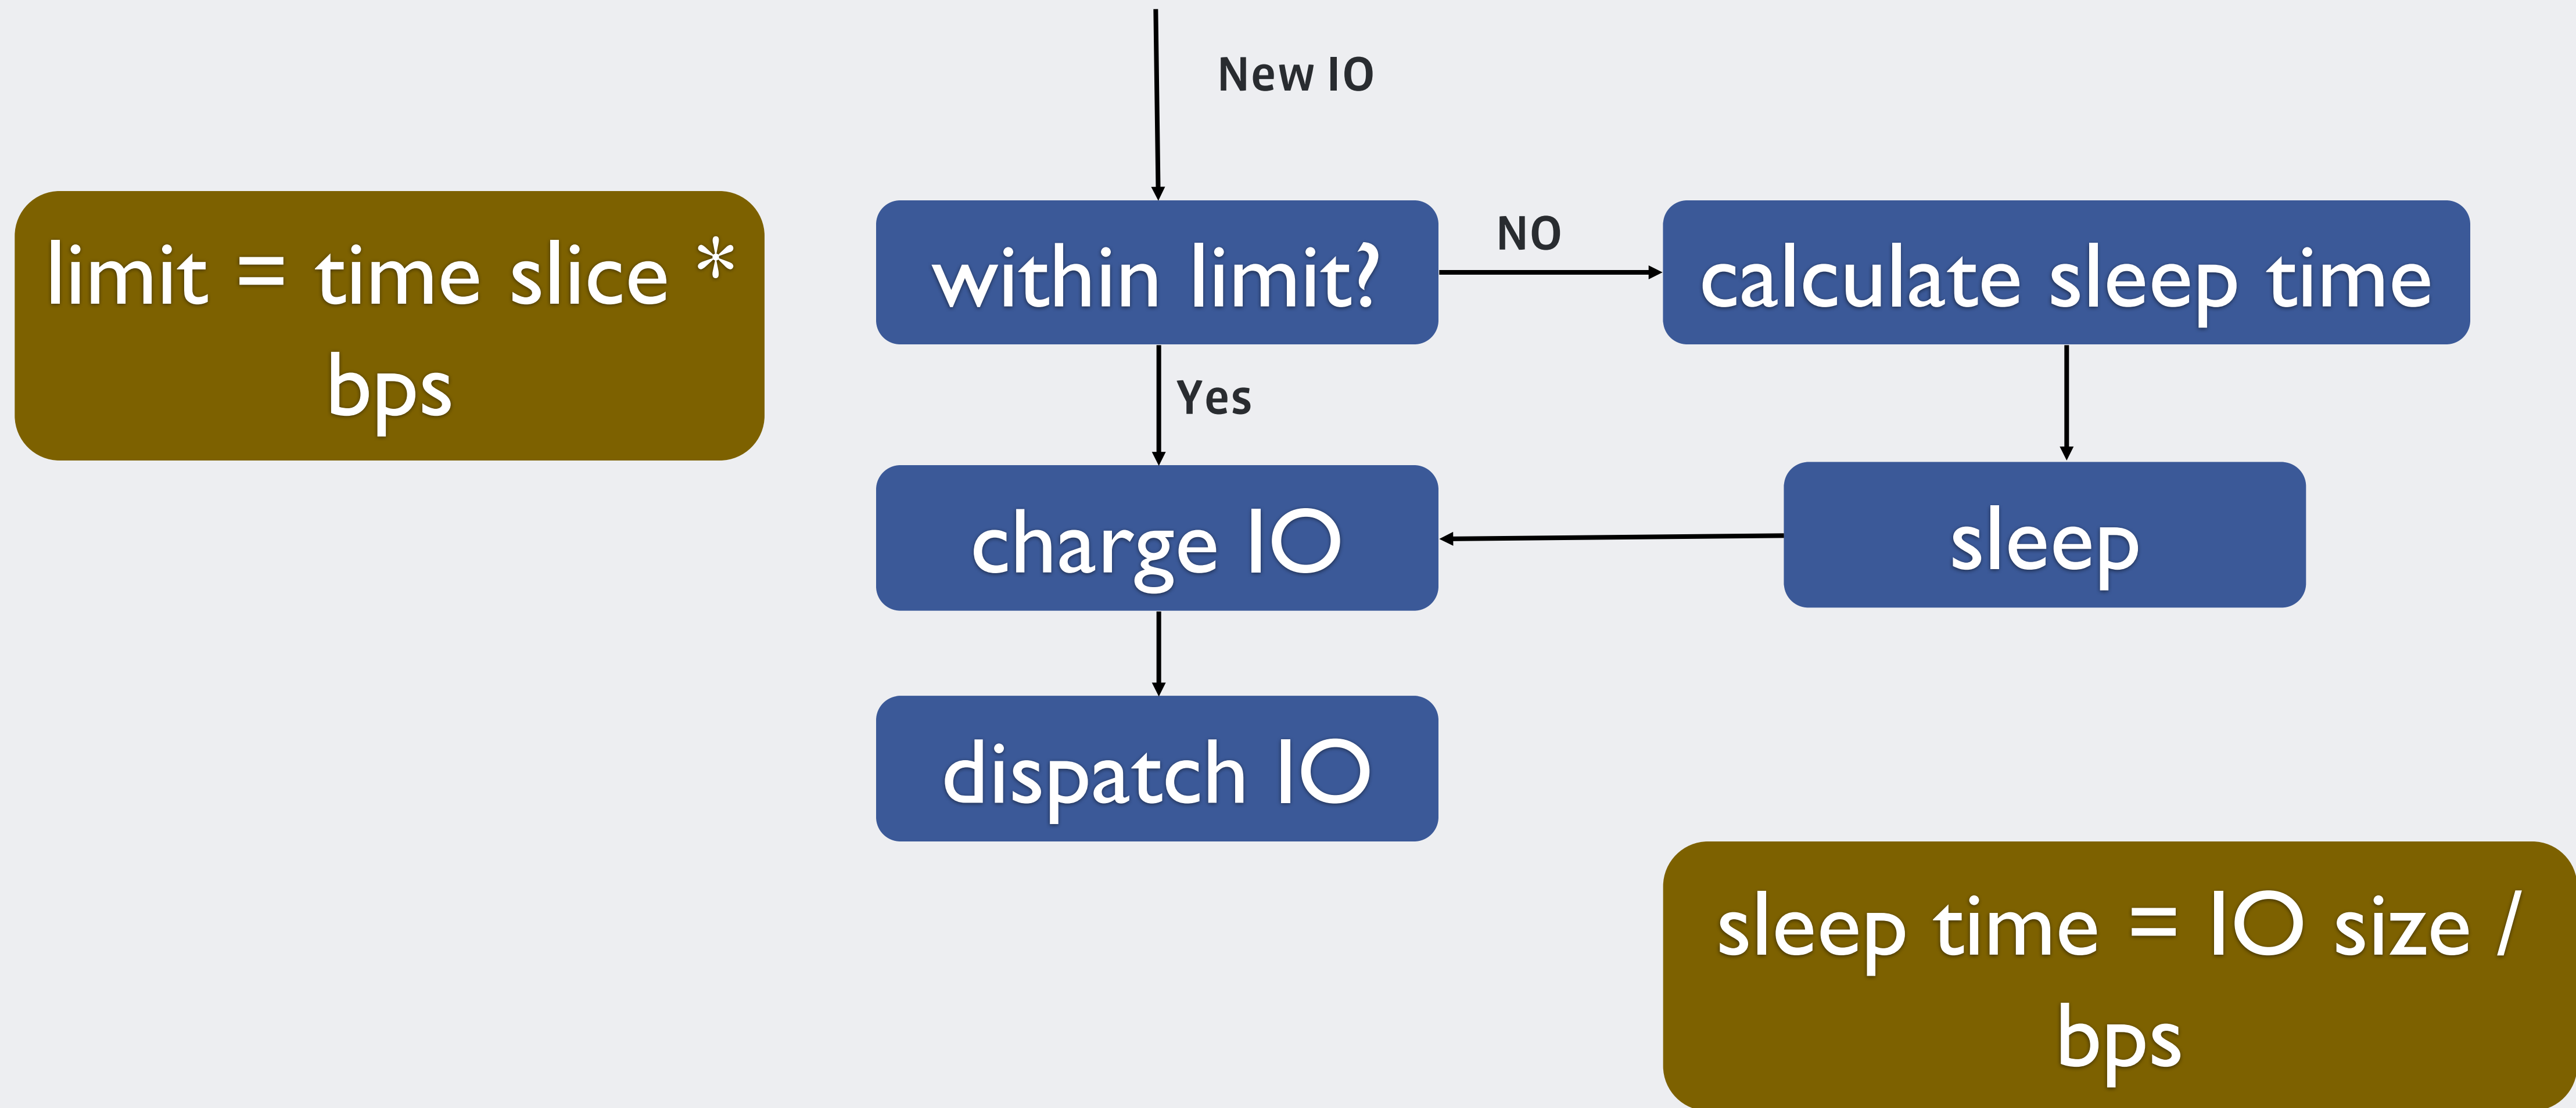 New IO
limit = time slice *
bps
within limit?
NO
calculate sleep time
Yes
charge IO
sleep
dispatch IO
sleep time = IO size /
bps